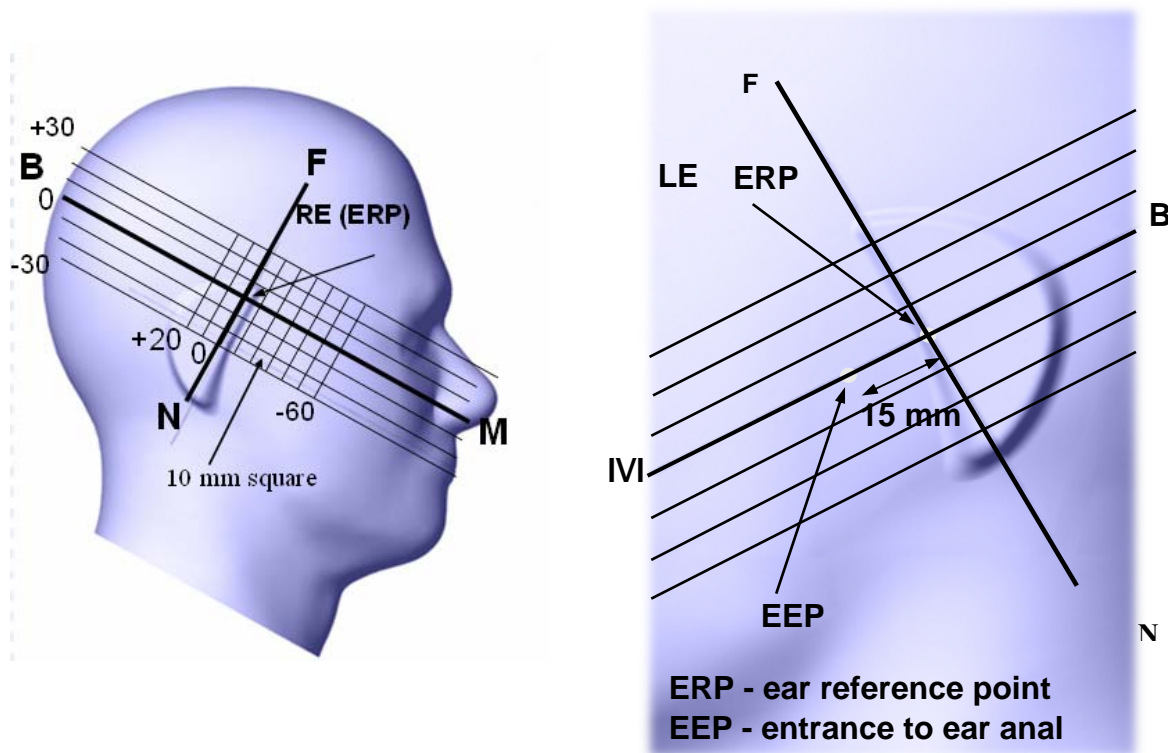 +30
B
F
0
RE (ERP)
-30
+20
0
-60
N
M
10 mm square
F
LE
ERP
B
15 mm
IVI
EEP
N
ERP - ear reference point
EEP - entrance to ear anal